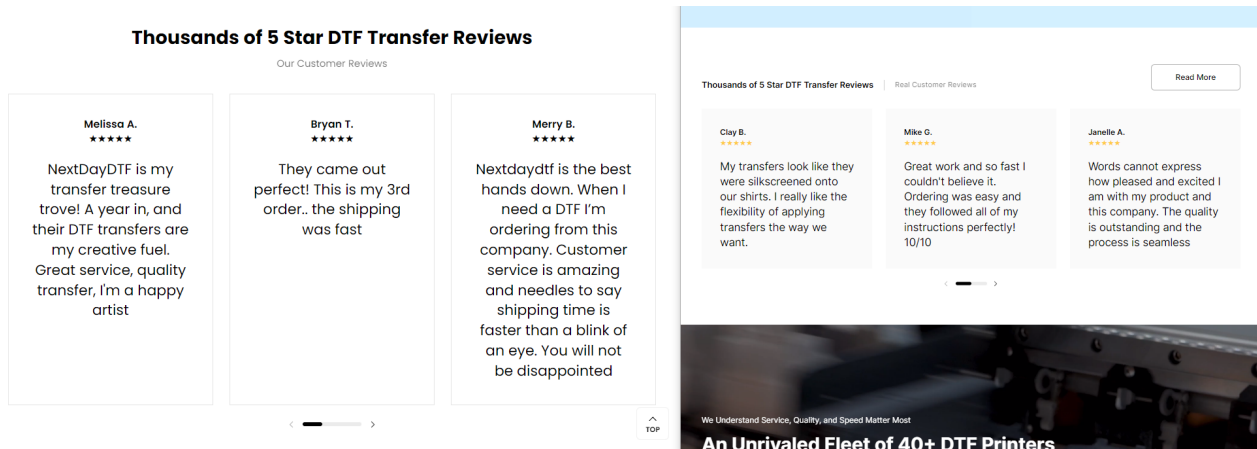 Thousands of 5 Star DTF Transfer Reviews
Our Customer Reviews
Melissa A.
★★★★★
NextDayDTF is my
transfer treasure
trove! A year in, and
their DTF transfers are
my creative fuel.
Great service, quality
transfer, I'm a happy
artist
Bryan T.
★★★★★
They came out
perfect! This is my 3rd
order.. the shipping
was fast
Merry B.
★★★★★
Nextdaydtf is the best
hands down. When I
need a DTF I’m
ordering from this
company. Customer
service is amazing
and needles to say
shipping time is
faster than a blink of
an eye. You will not
be disappointed
TOP
Thousands of 5 Star DTF Transfer Reviews
Real Customer Reviews
Read More
Clay B.
★★★★★
My transfers look like they
were silkscreened onto
our shirts. I really like the
flexibility of applying
transfers the way we
want.
Mike G.
★★★★★
Great work and so fast I
couldn't believe it.
Ordering was easy and
they followed all of my
instructions perfectly!
10/10
Janelle A.
★★★★★
Words cannot express
how pleased and excited I
am with my product and
this company. The quality
is outstanding and the
process is seamless
We Understand Service, Quality, and Speed Matter Most
An Unrivaled Fleet of 40+ DTF Printers